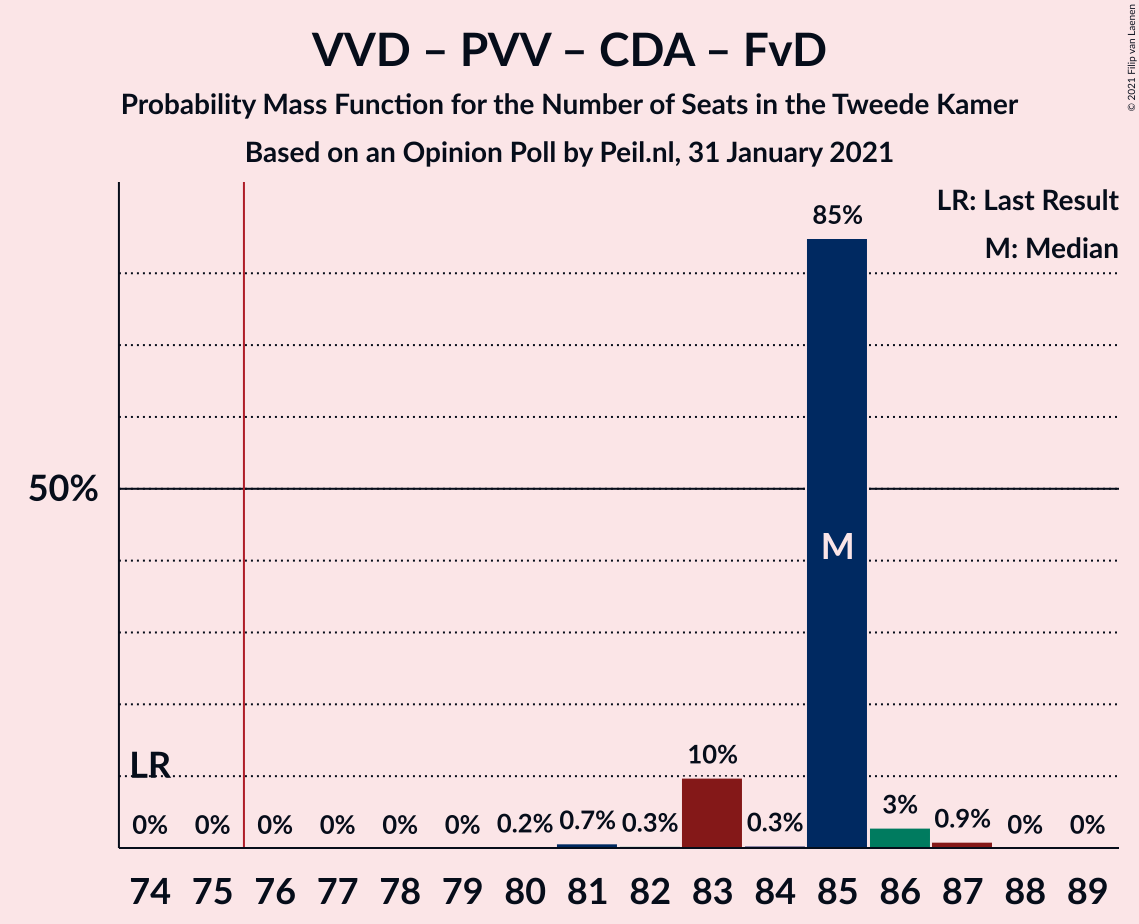 VVD – PVV – CDA – FvD
Probability Mass Function for the Number of Seats in the Tweede Kamer
Based on an Opinion Poll by Peil.nl, 31 January 2021
© 2021 Filip van Laenen
LR: Last Result
M: Median
85%
50%
M
LR
10%
0% 0% 0% 0% 0% 0% 0.2% 0.7% 0.3% 0.3% 3% 0.9% 0% 0%
74 75 76 77 78 79 80 81 82 83 84 85 86 87 88 89